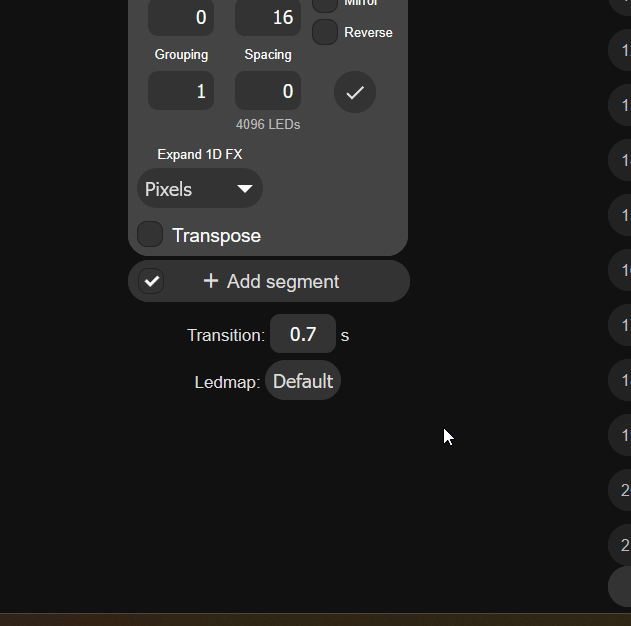 0 16 Mirror
Reverse
Grouping Spacing
1 0
4096 LEDs
Expand 1D FX
Pixels
Transpose
+ Add segment
Transition: 0.7 s
Ledmap: Default